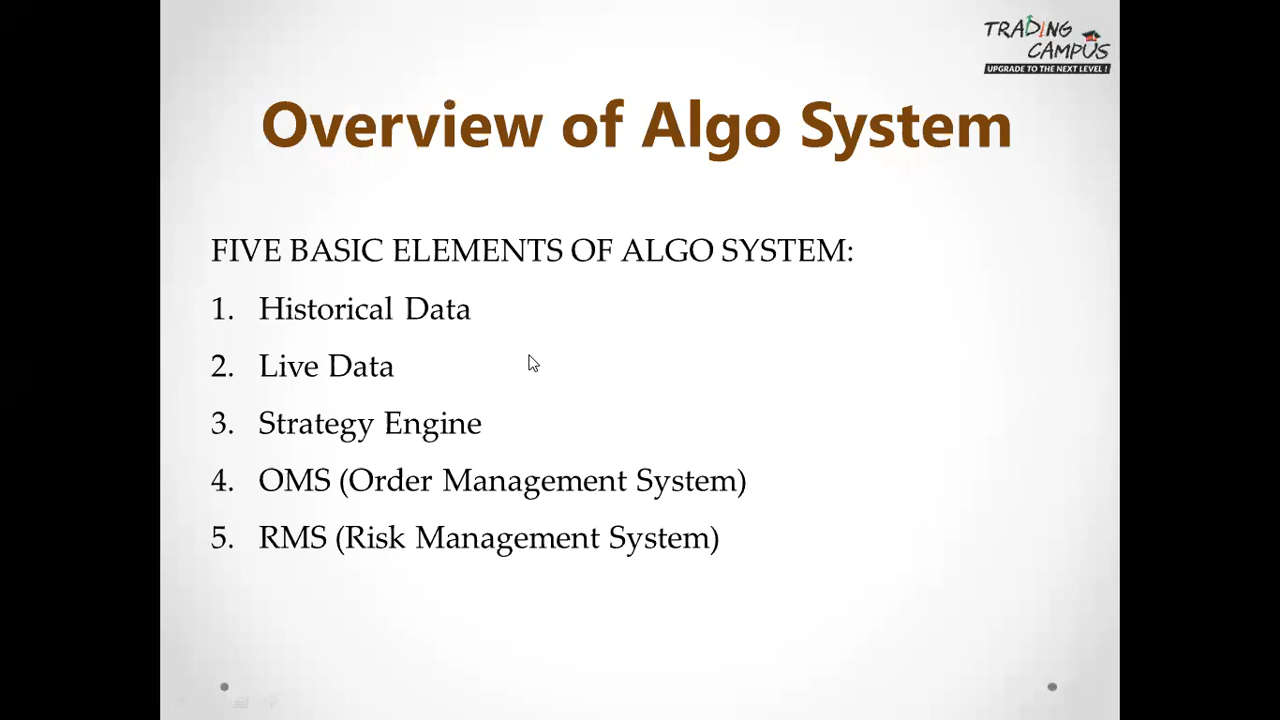 TRADING
CAMPUS
UPGRADE TO THE NEXT LEVEL !
Overview of Algo System
FIVE BASIC ELEMENTS OF ALGO SYSTEM:
1. Historical Data
2. Live Data
3. Strategy Engine
4. OMS (Order Management System)
5. RMS (Risk Management System)